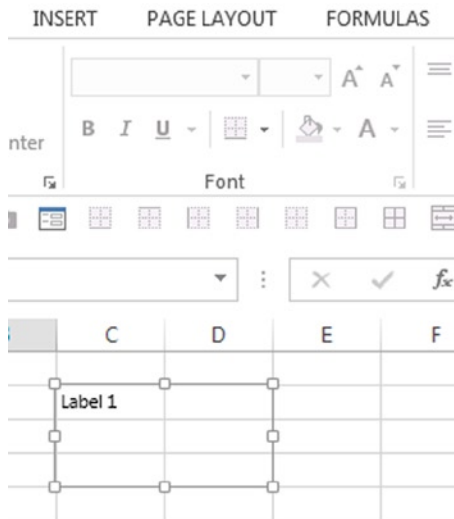 INSERT PAGE LAYOUT FORMULAS
A A
nter B I U A
Font
fx
C D E F
Label 1